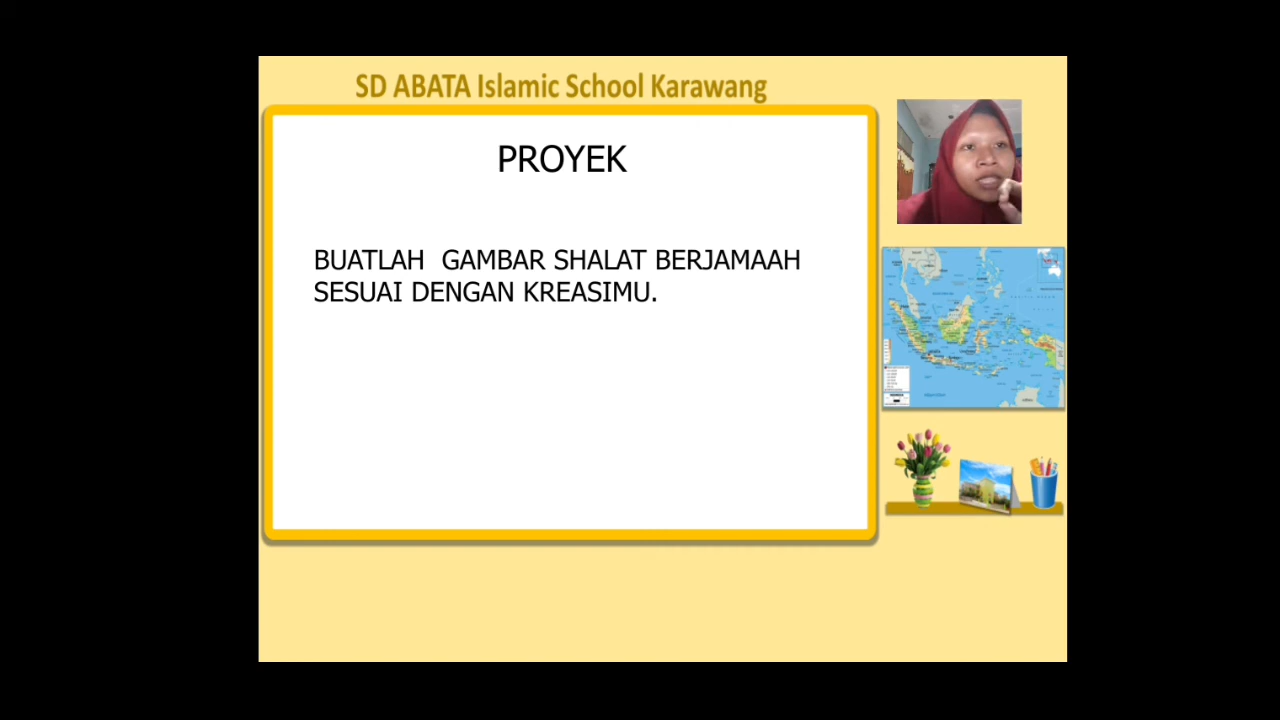 SD ABATA Islamic School Karawang
PROYEK
BUATLAH GAMBAR SHALAT BERJAMAAH
SESUAI DENGAN KREASIMU.